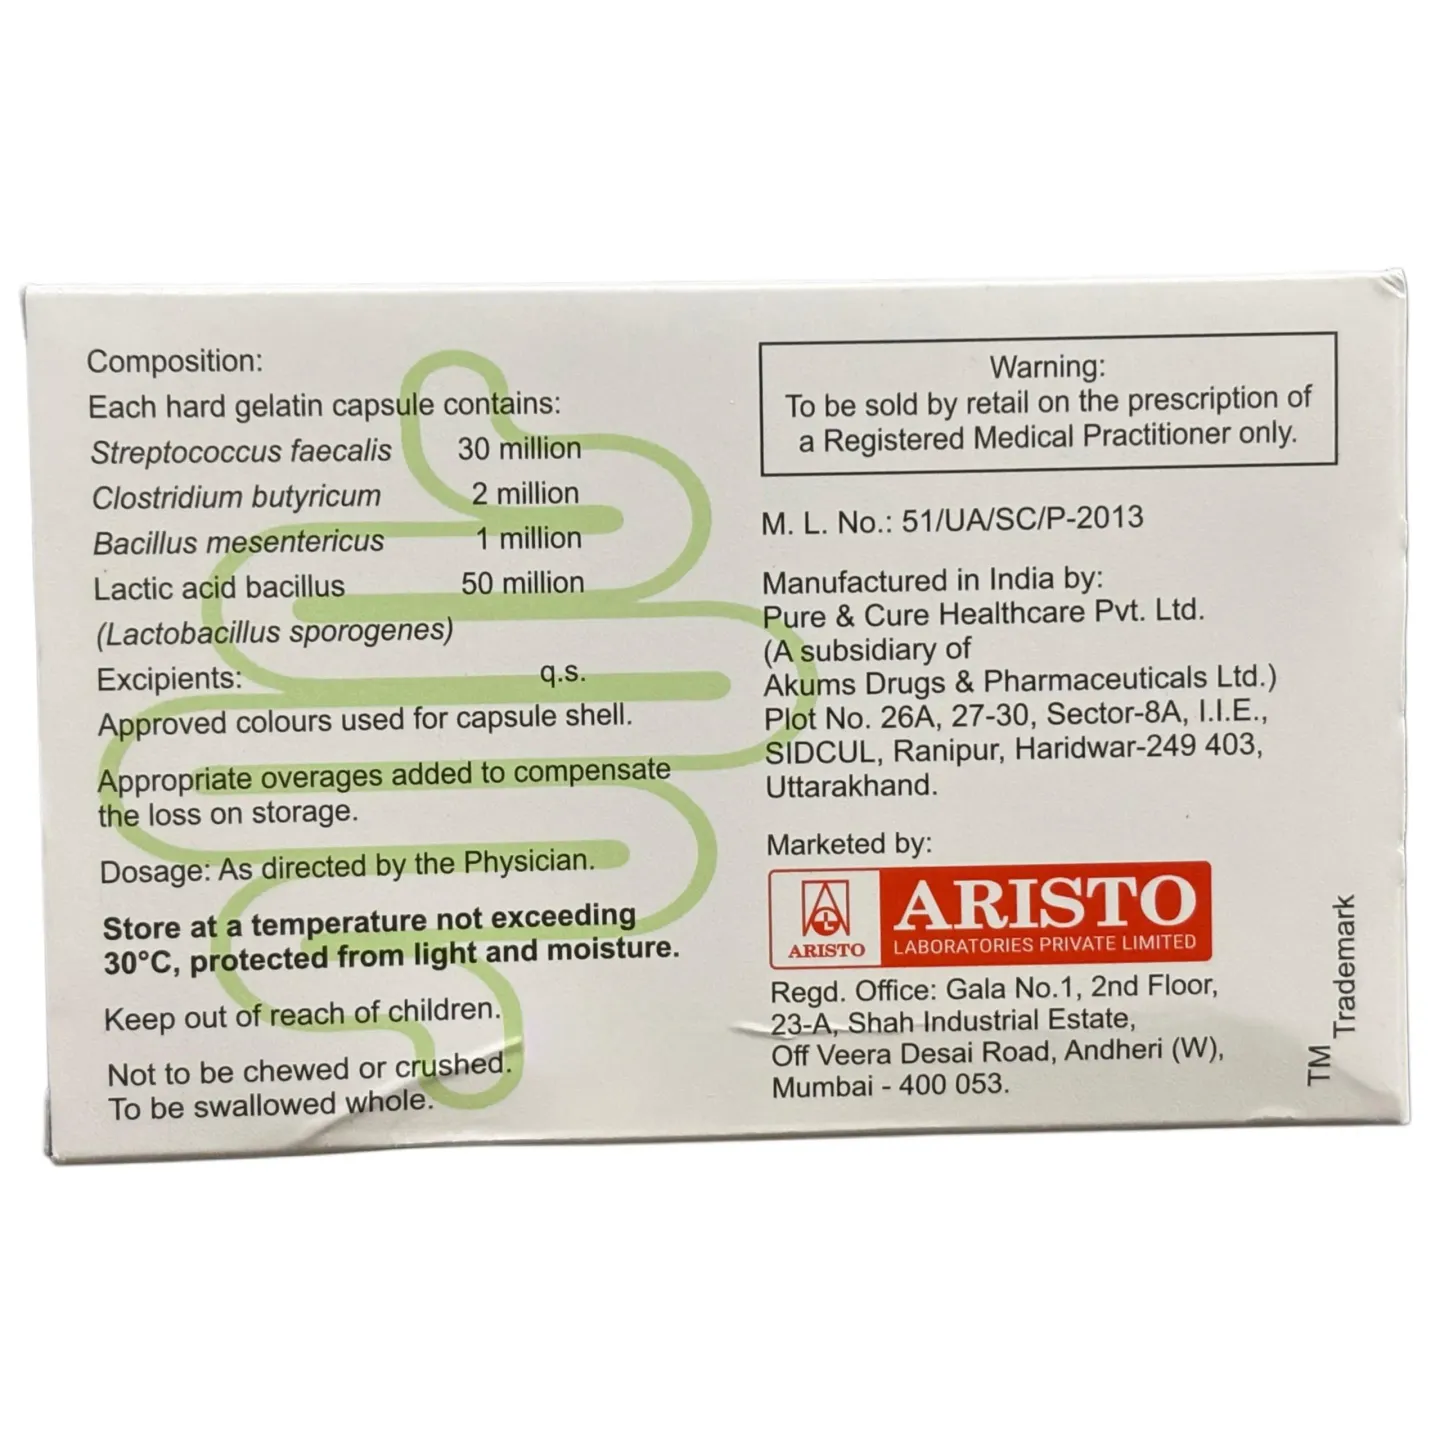 Composition:
Each hard gelatin capsule contains:
Streptococcus faecalis 30 million
Clostridium butyricum 2 million
Bacillus mesentericus 1 million
Lactic acid bacillus 50 million
(Lactobacillus sporogenes)
Excipients: q.s.
Approved colours used for capsule shell.
Appropriate overages added to compensate
the loss on storage.
Dosage: As directed by the Physician.
Store at a temperature not exceeding
30°C, protected from light and moisture.
Keep out of reach of children.
Not to be chewed or crushed.
To be swallowed whole.
Warning:
To be sold by retail on the prescription of
a Registered Medical Practitioner only.
M. L. No.: 51/UA/SC/P-2013
Manufactured in India by:
Pure & Cure Healthcare Pvt. Ltd.
(A subsidiary of
Akums Drugs & Pharmaceuticals Ltd.)
Plot No. 26A, 27-30, Sector-8A, I.I.E.,
SIDCUL, Ranipur, Haridwar-249 403,
Uttarakhand.
Marketed by:
ARISTO
ARISTO
LABORATORIES PRIVATE LIMITED
Regd. Office: Gala No.1, 2nd Floor,
23-A, Shah Industrial Estate,
Off Veera Desai Road, Andheri (W),
Mumbai - 400 053.
TM Trademark